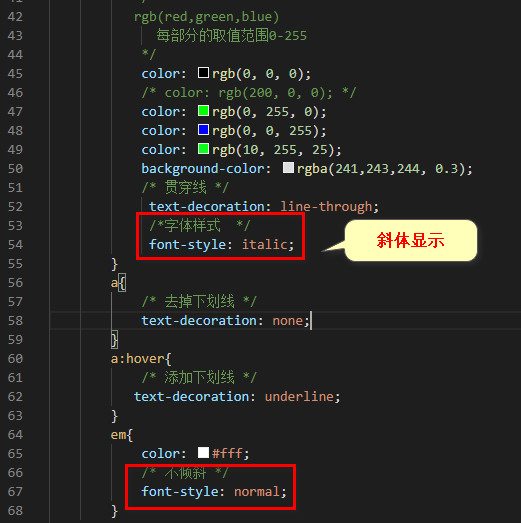 42 rgb(red,green,blue)
43 每部分的取值范围0-255
44 */
45 color: rgb(0, 0, 0);
46 /* color: rgb(200, 0, 0); */
47 color: rgb(0, 255, 0);
48 color: rgb(0, 0, 255);
49 color: rgb(10, 255, 25);
50 background-color: rgba(241,243,244, 0.3);
51 /* 贯穿线 */
52 text-decoration: line-through;
53 /*字体样式 */
54 font-style: italic;
斜体显示
55 }
56 a{
57 /* 去掉下划线 */
58 text-decoration: none;
59 }
60 a:hover{
61 /* 添加下划线 */
62 text-decoration: underline;
63 }
64 em{
65 color: #fff;
66 /* 不倾斜 */
67 font-style: normal;
68 }